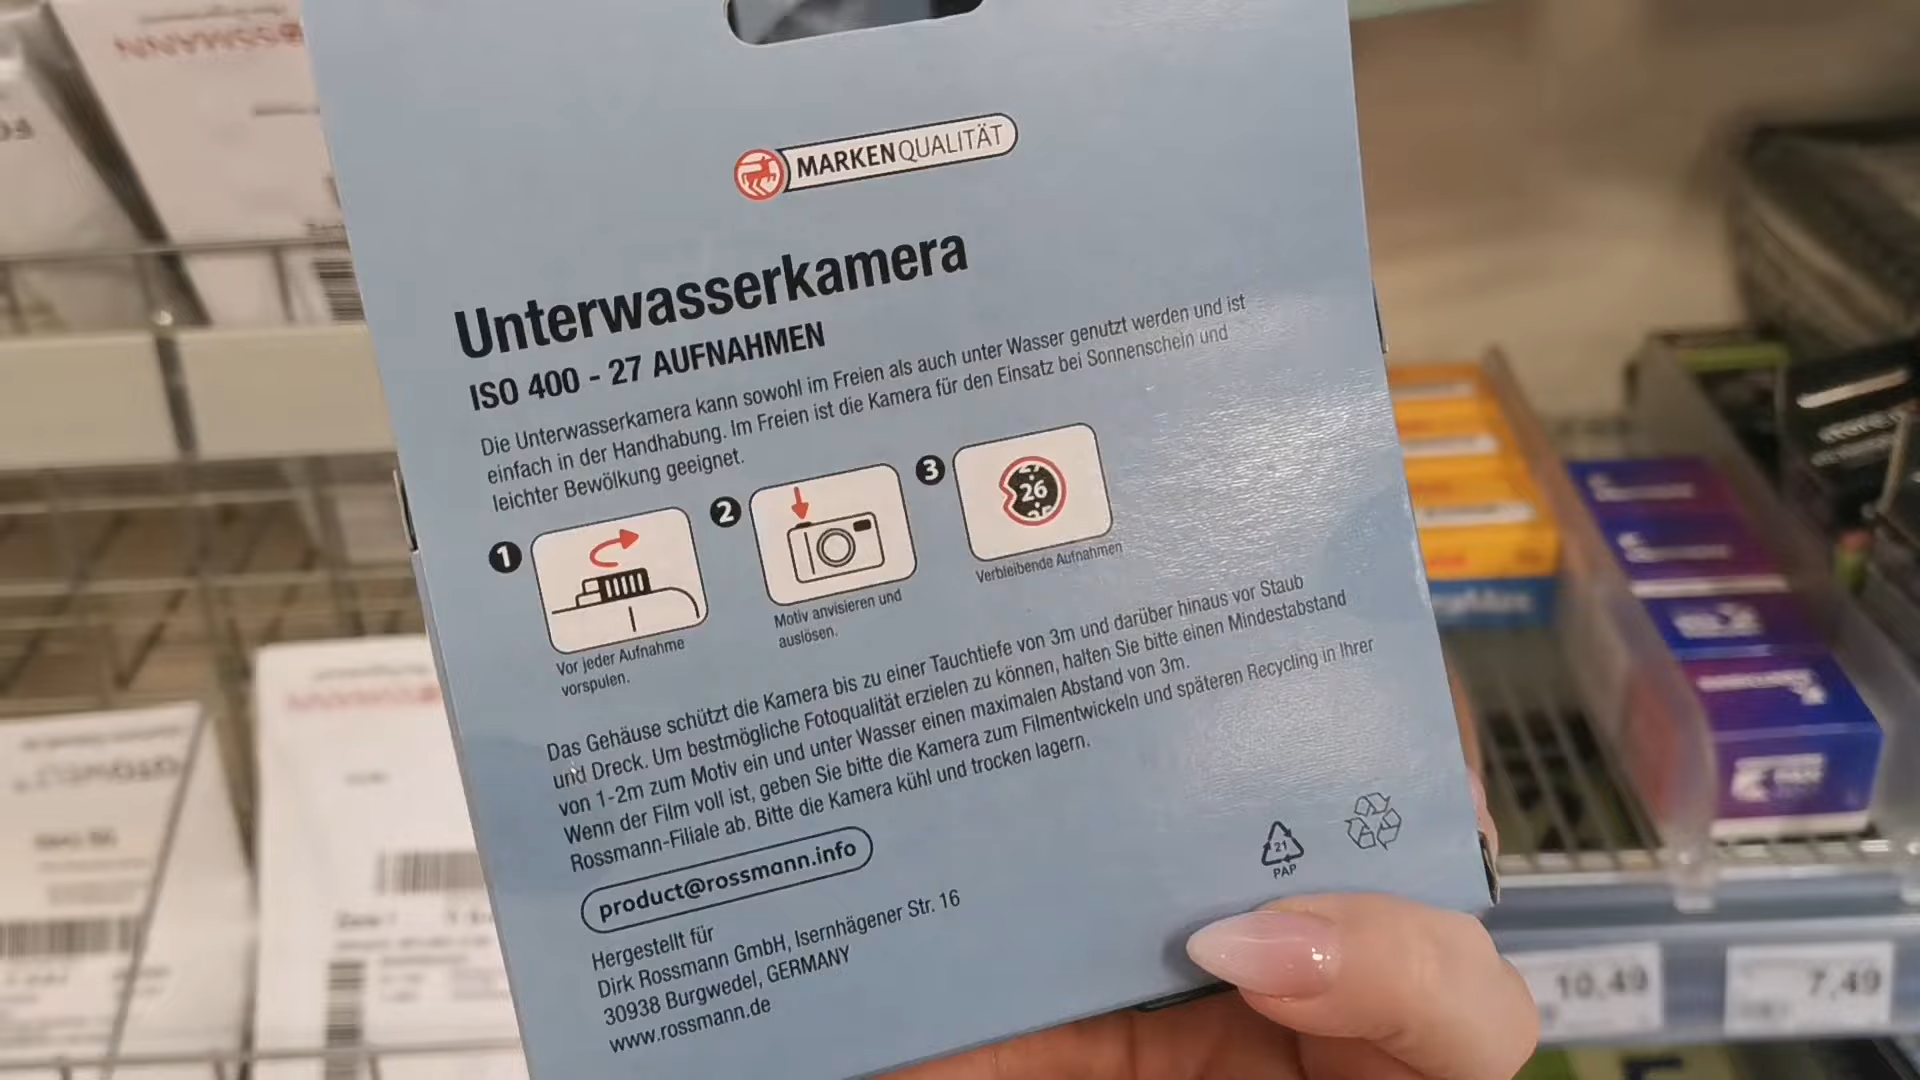 MARKENQUALITÄT
Unterwasserkamera
ISO 400 - 27 AUFNAHMEN
Die Unterwasserkamera kann sowohl im Freien als auch unter Wasser genutzt werden und ist
einfach in der Handhabung. Im Freien ist die Kamera für den Einsatz bei Sonnenschein und
leichter Bewölkung geeignet.
1
Vor jeder Aufnahme
vorspulen.
2
Motiv anvisieren und
auslösen.
3
26
Verbleibende Aufnahmen
Das Gehäuse schützt die Kamera bis zu einer Tauchtiefe von 3m und darüber hinaus vor Staub
und Dreck. Um bestmögliche Fotoqualität erzielen zu können, halten Sie bitte einen Mindestabstand
von 1-2m zum Motiv ein und unter Wasser einen maximalen Abstand von 3m.
Wenn der Film voll ist, geben Sie bitte die Kamera zum Filmentwickeln und späteren Recycling in Ihrer
Rossmann-Filiale ab. Bitte die Kamera kühl und trocken lagern.
product@rossmann.info
Hergestellt für
Dirk Rossmann GmbH, Isernhägener Str. 16
30938 Burgwedel, GERMANY
www.rossmann.de
21
PAP
10,49
7,49